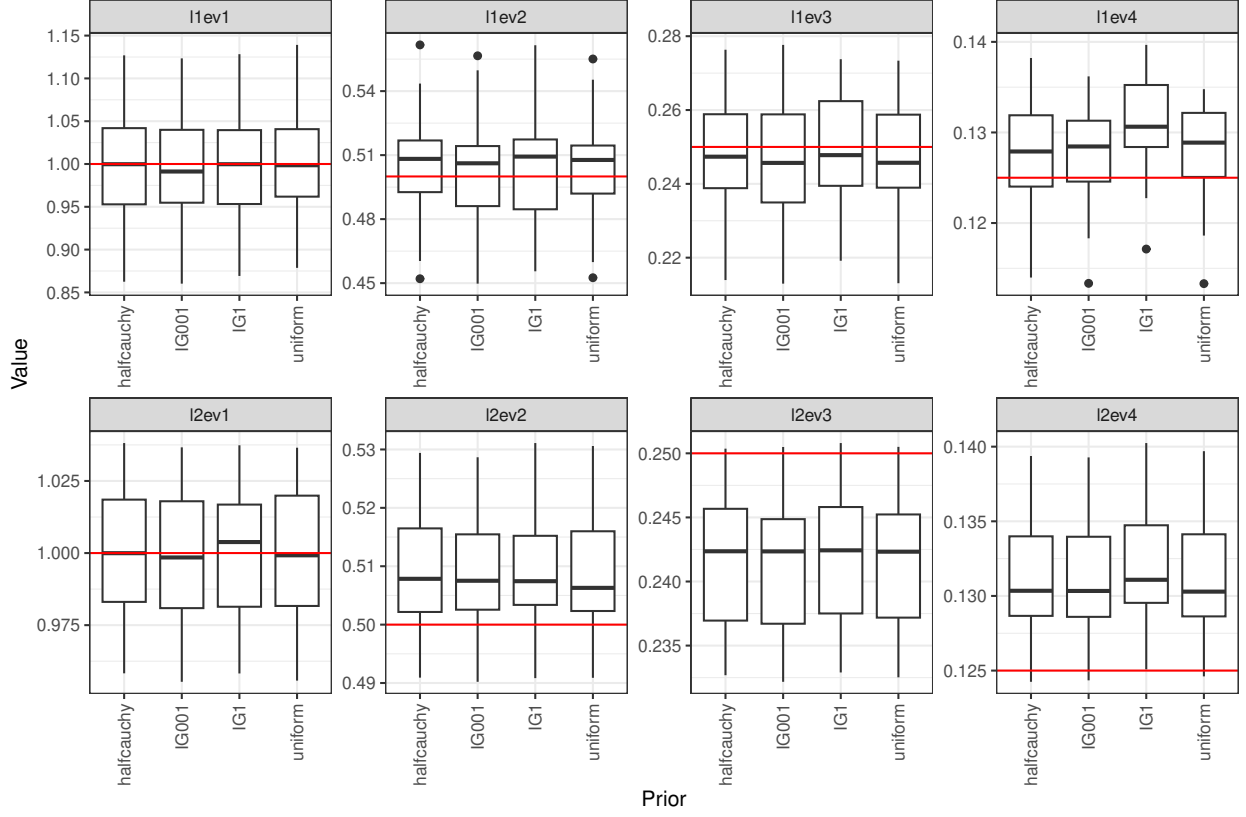 l1ev1
l1ev2
l1ev3
l1ev4
1.15
1.10
1.05
1.00
0.95
0.90
0.85
0.54
0.51
0.48
0.45
0.28
0.26
0.24
0.22
0.14
0.13
0.12
halfcauchy
IG001
IG1
uniform
halfcauchy
IG001
IG1
uniform
halfcauchy
IG001
IG1
uniform
halfcauchy
IG001
IG1
uniform
Value
l2ev1
l2ev2
l2ev3
l2ev4
1.025
1.000
0.975
0.53
0.52
0.51
0.50
0.49
0.250
0.245
0.240
0.235
0.140
0.135
0.130
0.125
halfcauchy
IG001
IG1
uniform
halfcauchy
IG001
IG1
uniform
halfcauchy
IG001
IG1
uniform
halfcauchy
IG001
IG1
uniform
Prior